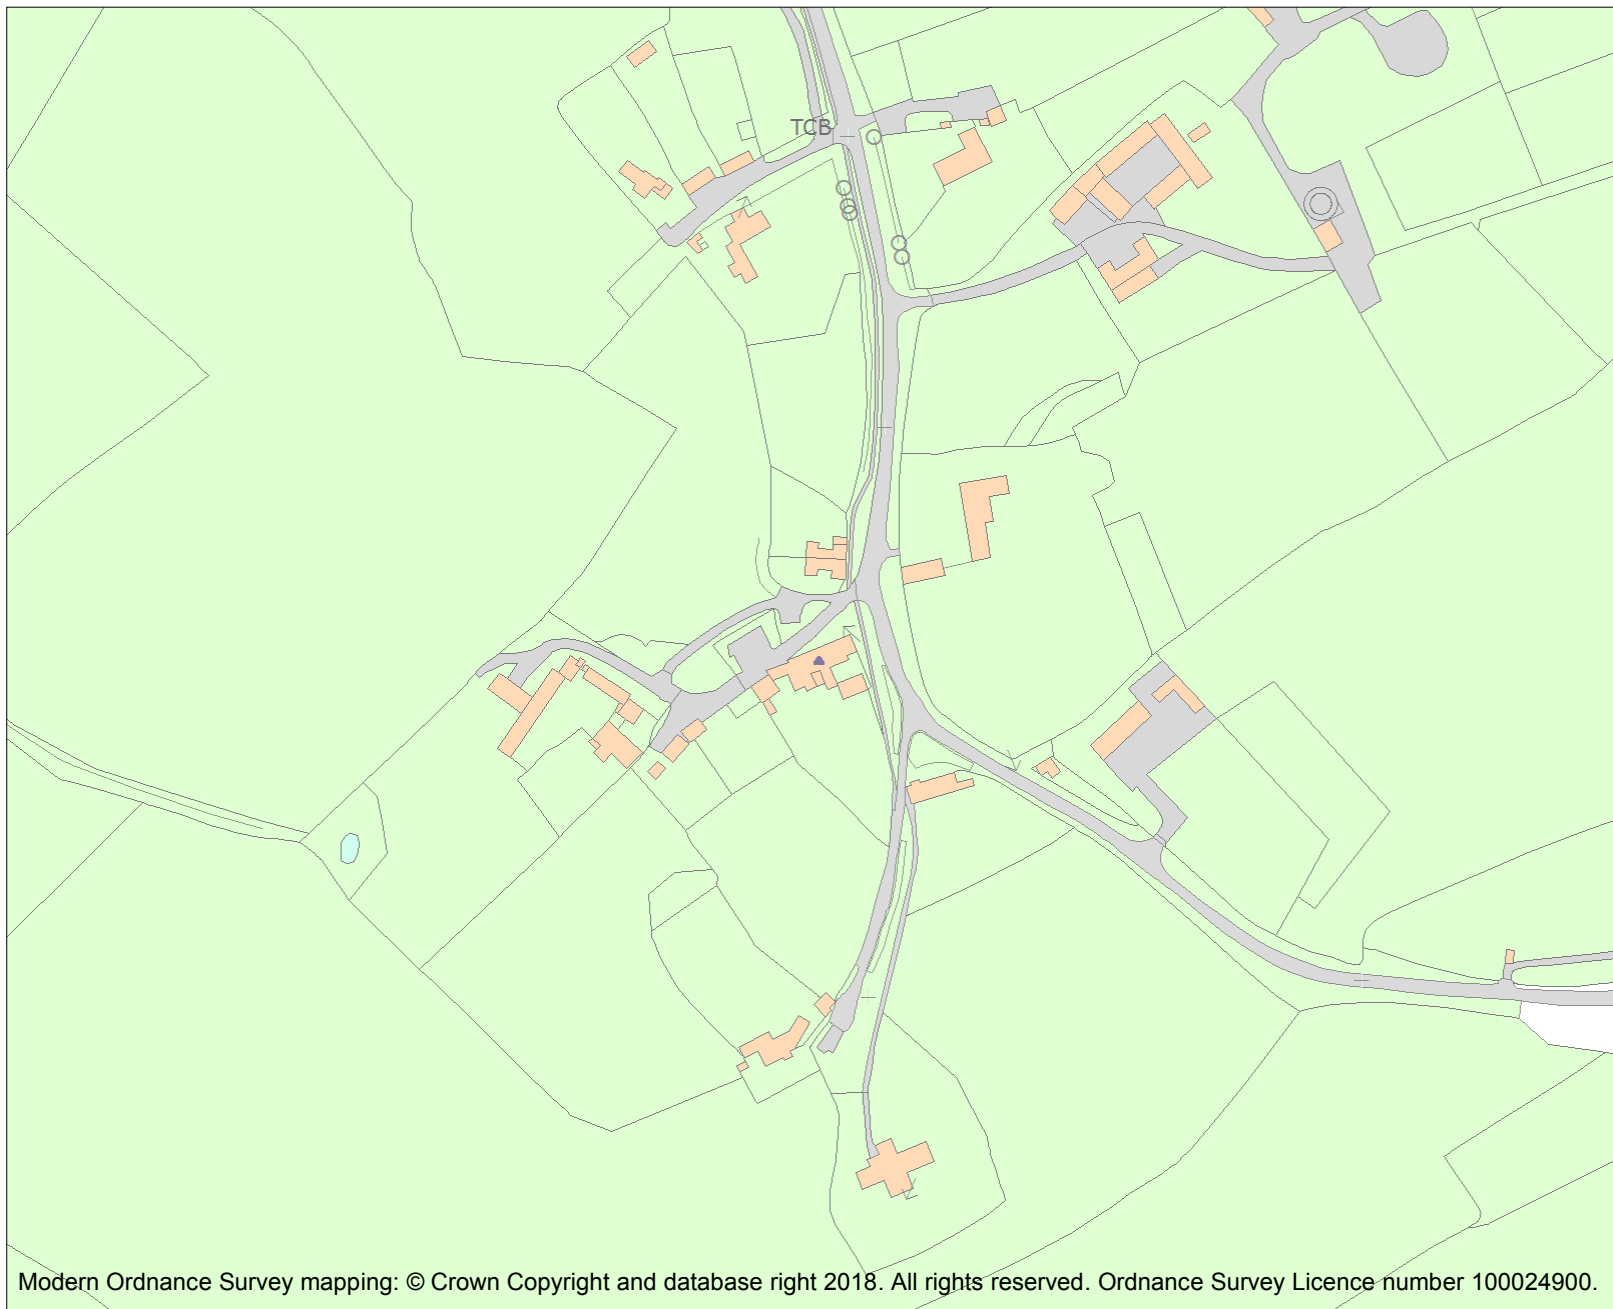 TCB
Modern Ordnance Survey mapping: © Crown Copyright and database right 2018. All rights reserved. Ordnance Survey Licence number 100024900.